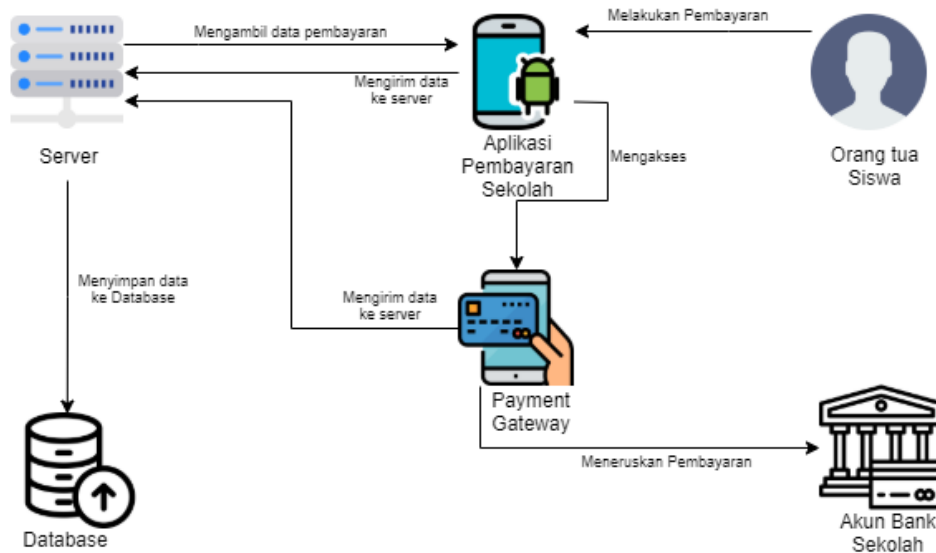 Melakukan Pembayaran
Mengambil data pembayaran
Mengirim data
ke server
Server
Aplikasi
Pembayaran
Sekolah
Mengakses
Orang tua
Siswa
Menyimpan data
ke Database
Mengirim data
ke server
Payment
Gateway
Meneruskan Pembayaran
Database
Akun Bank
Sekolah